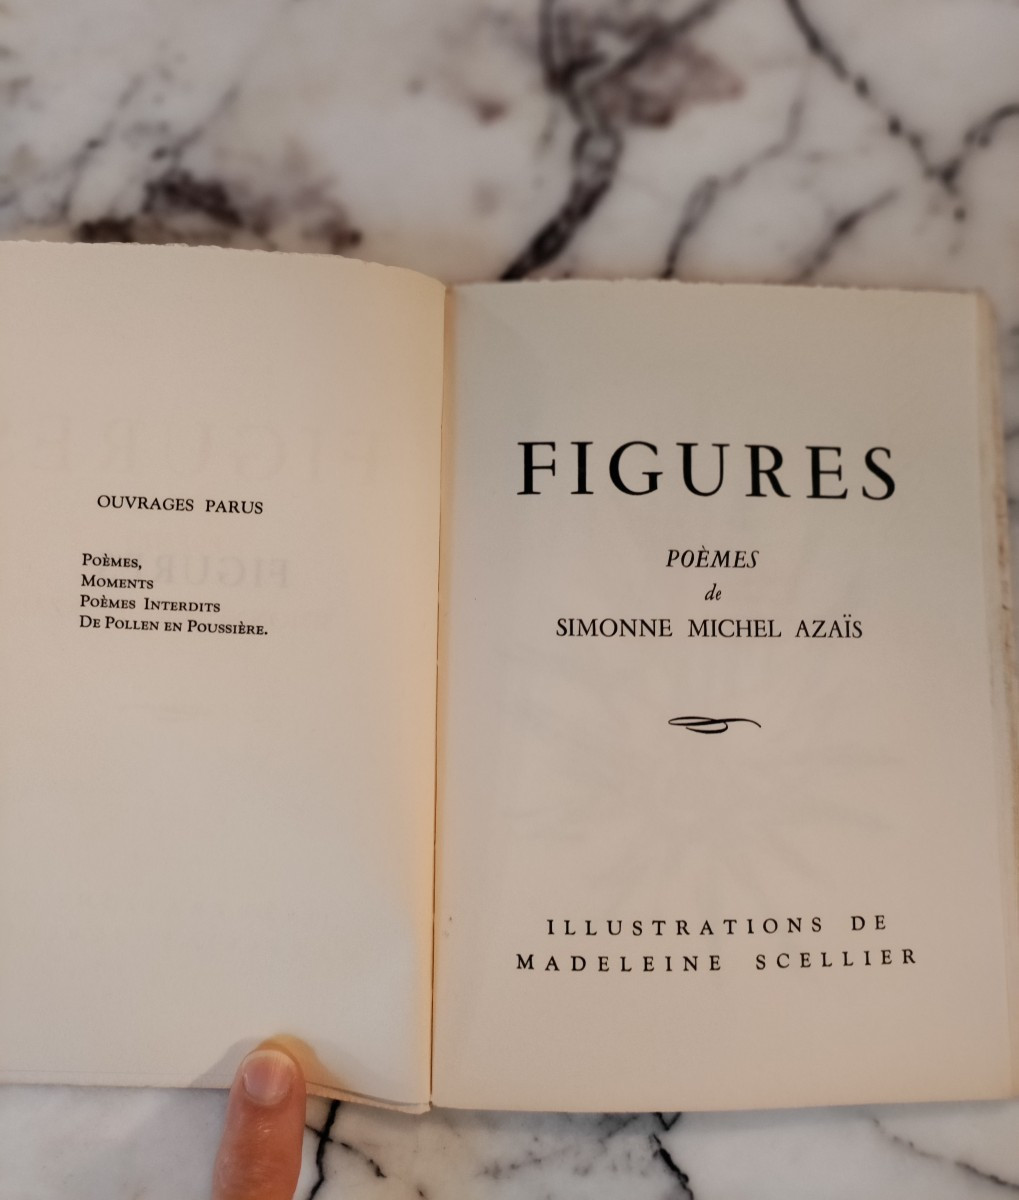 OUVRAGES PARUS
POÈMES,
MOMENTS
POÈMES INTERDITS
DE POLLEN EN POUSSIÈRE.
FIGURES
POÈMES
de
SIMONNE MICHEL AZAÏS
ILLUSTRATIONS DE
MADELEINE SCELLIER